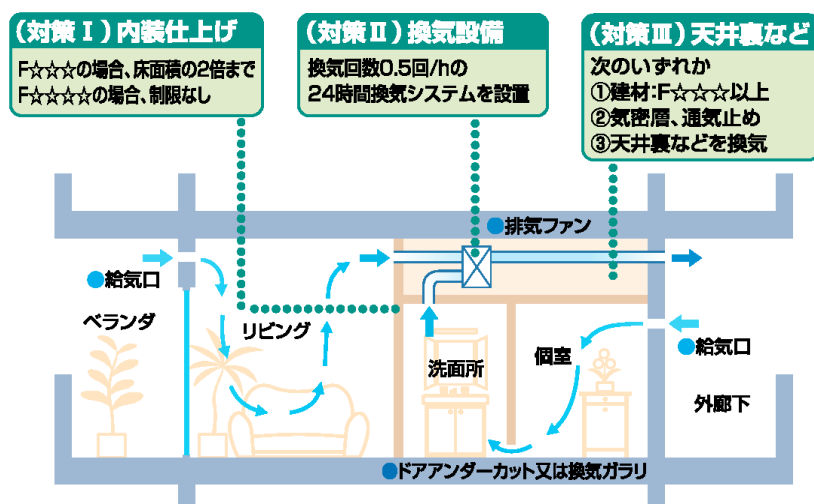 (対策Ⅰ)内装仕上げ
F☆☆☆の場合、床面積の2倍まで
F☆☆☆☆の場合、制限なし
(対策Ⅱ)換気設備
換気回数0.5回/hの
24時間換気システムを設置
(対策Ⅲ)天井裏など
次のいずれか
①建材:F☆☆☆以上
②気密層、通気止め
③天井裏などを換気
●排気ファン
●給気口
ベランダ
リビング
洗面所
個室
●給気口
外廊下
●ドアアンダーカット又は換気ガラリ